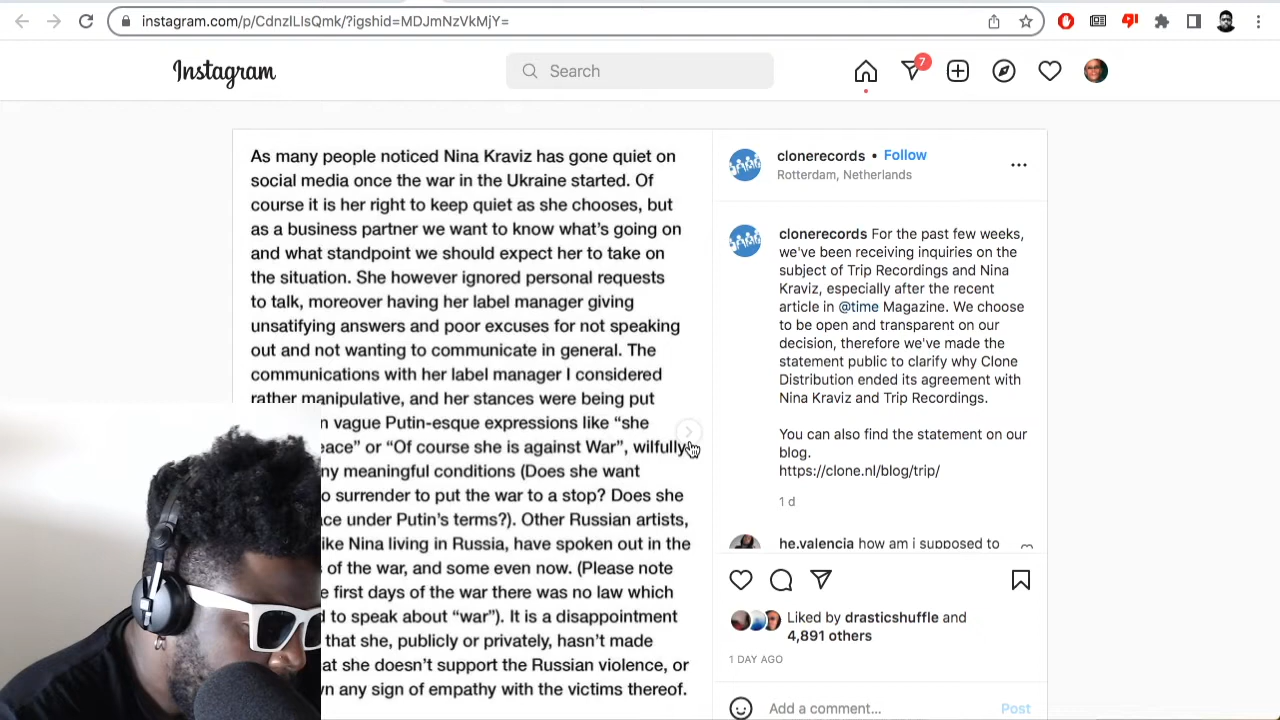 instagram.com/p/CdnzILIsQmk/?igshid=MDJmNzVkMjY=
Instagram
Search
7
As many people noticed Nina Kraviz has gone quiet on
social media once the war in the Ukraine started. Of
course it is her right to keep quiet as she chooses, but
as a business partner we want to know what's going on
and what standpoint we should expect her to take on
the situation. She however ignored personal requests
to talk, moreover having her label manager giving
unsatifying answers and poor excuses for not speaking
out and not wanting to communicate in general. The
communications with her label manager I considered
rather manipulative, and her stances were being put
n vague Putin-esque expressions like “she
eace” or “Of course she is against War”, wilfully
ny meaningful conditions (Does she want
o surrender to put the war to a stop? Does she
ce under Putin's terms?). Other Russian artists,
ike Nina living in Russia, have spoken out in the
of the war, and some even now. (Please note
e first days of the war there was no law which
d to speak about “war”). It is a disappointment
that she, publicly or privately, hasn't made
at she doesn't support the Russian violence, or
n any sign of empathy with the victims thereof.
clonerecords • Follow
Rotterdam, Netherlands
clonerecords For the past few weeks,
we've been receiving inquiries on the
subject of Trip Recordings and Nina
Kraviz, especially after the recent
article in @time Magazine. We choose
to be open and transparent on our
decision, therefore we've made the
statement public to clarify why Clone
Distribution ended its agreement with
Nina Kraviz and Trip Recordings.
You can also find the statement on our
blog.
https://clone.nl/blog/trip/
1 d
he.valencia how am i supposed to
Liked by drasticshuffle and
4,891 others
1 DAY AGO
Add a comment...
Post